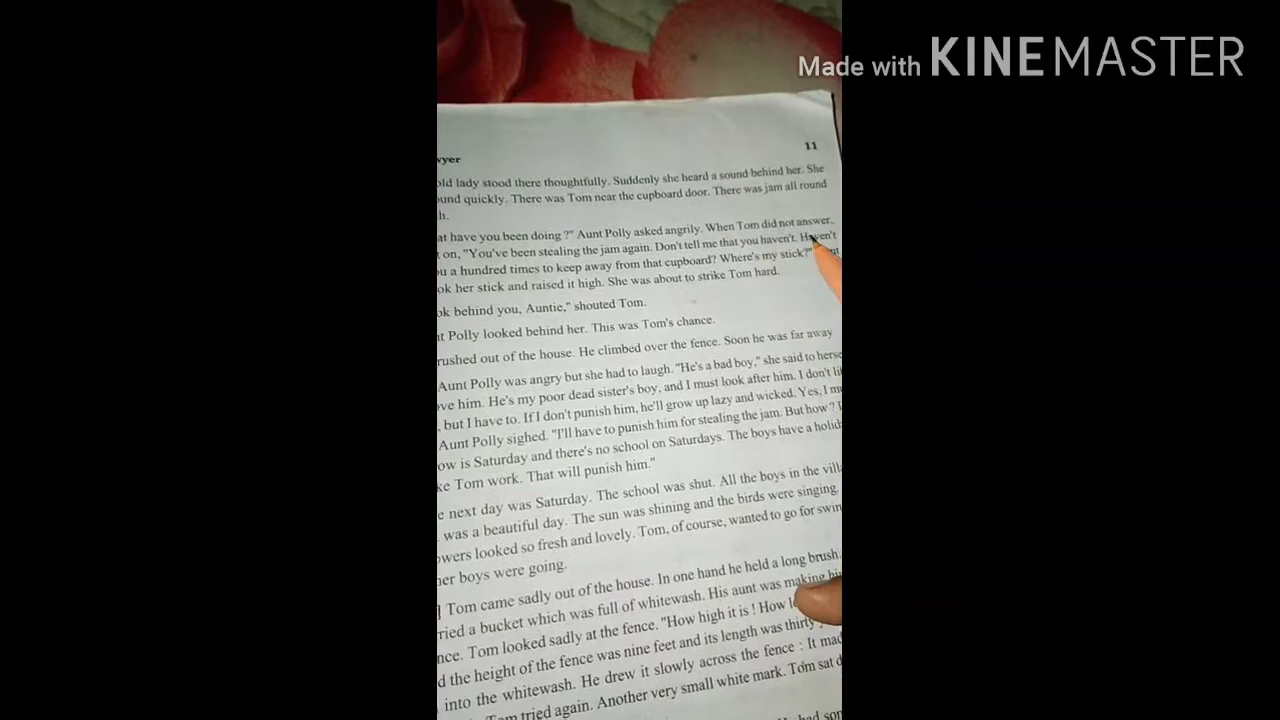 Made with KINEMASTER
wyer 11
old lady stood there thoughtfully. Suddenly she heard a sound behind her. She
und quickly. There was Tom near the cupboard door. There was jam all round
h.
at have you been doing ?" Aunt Polly asked angrily. When Tom did not answer,
t on, "You've been stealing the jam again. Don't tell me that you haven't. Haven't
u a hundred times to keep away from that cupboard? Where's my stick?"
ok her stick and raised it high. She was about to strike Tom hard.
ok behind you, Auntie," shouted Tom.
nt Polly looked behind her. This was Tom's chance.
rushed out of the house. He climbed over the fence. Soon he was far away
Aunt Polly was angry but she had to laugh. "He's a bad boy," she said to herse
ove him. He's my poor dead sister's boy, and I must look after him. I don't li
, but I have to. If I don't punish him, he'll grow up lazy and wicked. Yes, I mu
Aunt Polly sighed. "I'll have to punish him for stealing the jam. But how ?
ow is Saturday and there's no school on Saturdays. The boys have a holid
ke Tom work. That will punish him."
e next day was Saturday. The school was shut. All the boys in the villa
was a beautiful day. The sun was shining and the birds were singing.
owers looked so fresh and lovely. Tom, of course, wanted to go for swim
her boys were going.
] Tom came sadly out of the house. In one hand he held a long brush.
rried a bucket which was full of whitewash. His aunt was making hi
nce. Tom looked sadly at the fence. "How high it is ! How
d the height of the fence was nine feet and its length was thirty
into the whitewash. He drew it slowly across the fence : It mad
Tom tried again. Another very small white mark. Tom sat d
had son